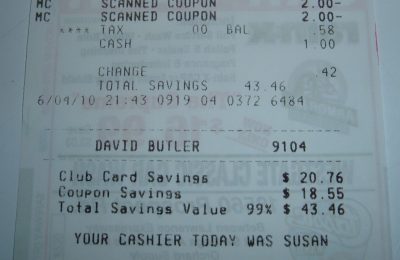 MC SCANNED COUPON 2.00-
MC SCANNED COUPON 2.00-
**** TAX .00 BAL .58
CASH 1.00
CHANGE .42
TOTAL SAVINGS 43.46
6/04/10 21:43 0919 04 0372 6484
DAVID BUTLER 9104
Club Card Savings $ 20.76
Coupon Savings $ 18.55
Total Savings Value 99% $ 43.46
YOUR CASHIER TODAY WAS SUSAN